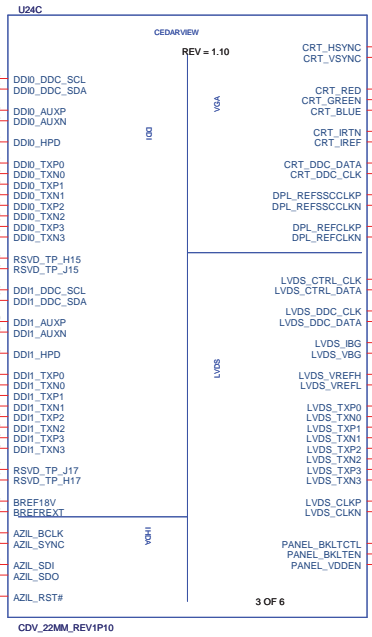 U24C
CEDARVIEW
REV = 1.10
DDI0_DDC_SCL
DDI0_DDC_SDA
DDI0_AUXP
DDI0_AUXN
DDI0_HPD
DDI0_TXP0
DDI0_TXN0
DDI0_TXP1
DDI0_TXN1
DDI0_TXP2
DDI0_TXN2
DDI0_TXP3
DDI0_TXN3
RSVD_TP_H15
RSVD_TP_J15
DDI1_DDC_SCL
DDI1_DDC_SDA
DDI1_AUXP
DDI1_AUXN
DDI1_HPD
DDI1_TXP0
DDI1_TXN0
DDI1_TXP1
DDI1_TXN1
DDI1_TXP2
DDI1_TXN2
DDI1_TXP3
DDI1_TXN3
RSVD_TP_J17
RSVD_TP_H17
BREF18V
BREFREXT
AZIL_BCLK
AZIL_SYNC
AZIL_SDI
AZIL_SDO
AZIL_RST#
DDI
IHDA
VGA
LVDS
CRT_HSYNC
CRT_VSYNC
CRT_RED
CRT_GREEN
CRT_BLUE
CRT_IRTN
CRT_IREF
CRT_DDC_DATA
CRT_DDC_CLK
DPL_REFSSCCLKP
DPL_REFSSCCLKN
DPL_REFCLKP
DPL_REFCLKN
LVDS_CTRL_CLK
LVDS_CTRL_DATA
LVDS_DDC_CLK
LVDS_DDC_DATA
LVDS_IBG
LVDS_VBG
LVDS_VREFH
LVDS_VREFL
LVDS_TXP0
LVDS_TXN0
LVDS_TXP1
LVDS_TXN1
LVDS_TXP2
LVDS_TXN2
LVDS_TXP3
LVDS_TXN3
LVDS_CLKP
LVDS_CLKN
PANEL_BKLTCTL
PANEL_BKLTEN
PANEL_VDDEN
3 OF 6
CDV_22MM_REV1P10